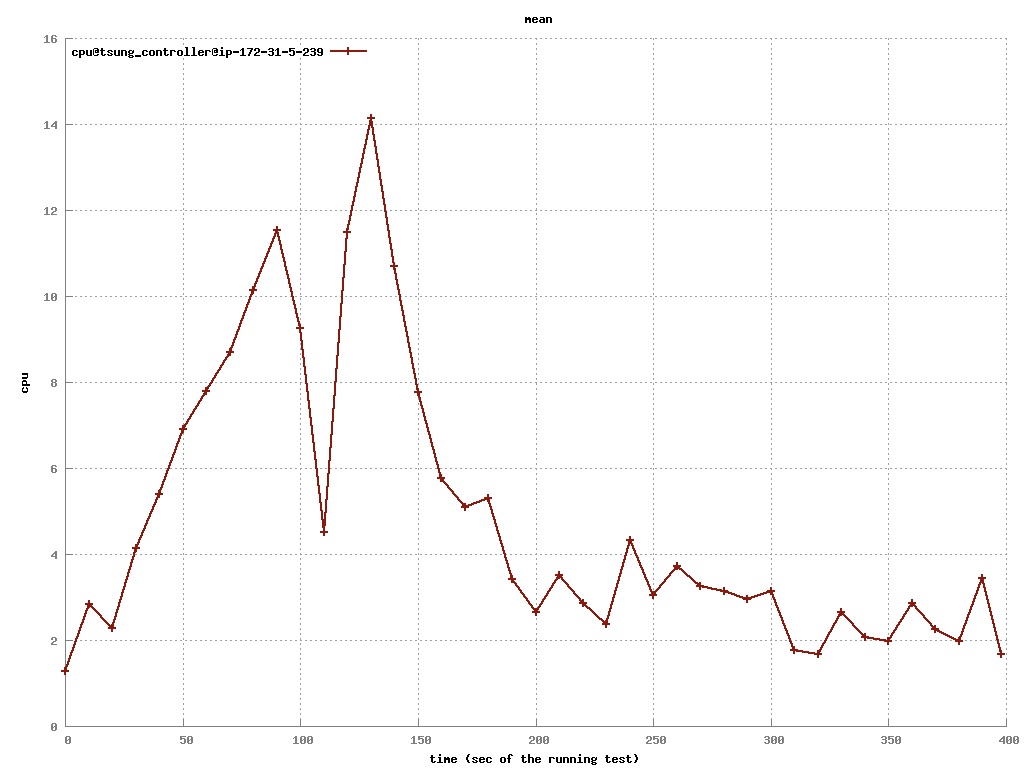 mean
16
cpu@tsung_controller@ip-172-31-5-239
14
12
10
8
cpu
6
4
2
0
0 50 100 150 200 250 300 350 400
time (sec of the running test)